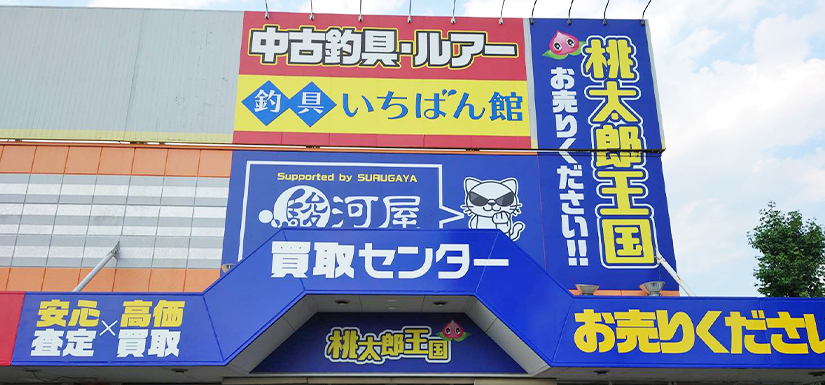 中古釣具・ルアー
釣具いちばん館
桃太郎王国
お売りください!!
Supported by SURUGAYA
駿河屋
買取センター
安心査定×高価買取
桃太郎王国
お売りください